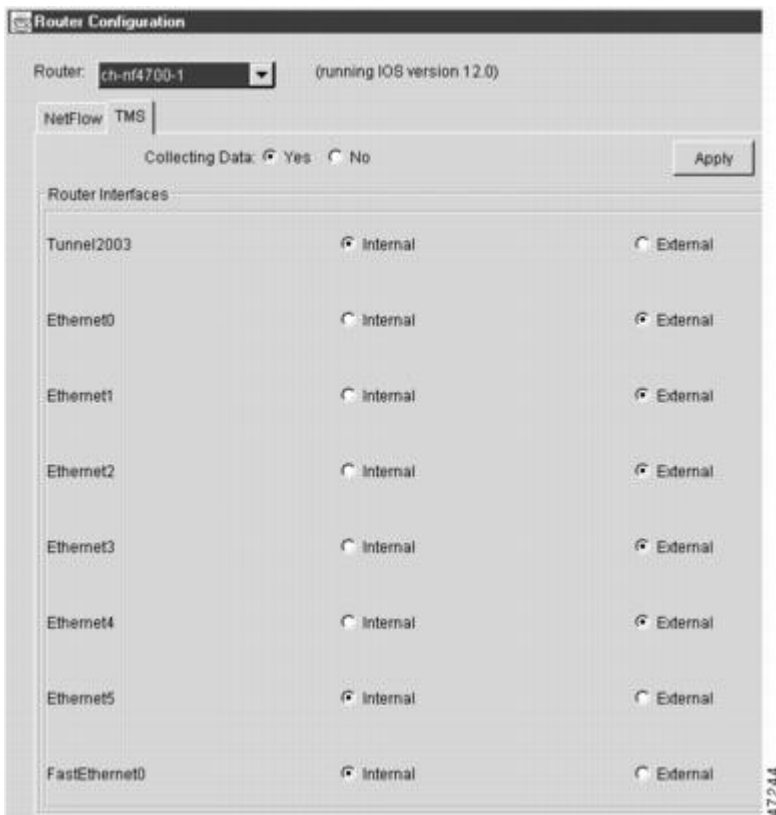 Router Configuration
Router: ch-nf4700-1 (running IOS version 12.0)
NetFlow TMS
Collecting Data: Yes No Apply
Router Interfaces
Tunnel2003 Internal External
Ethernet0 Internal External
Ethernet1 Internal External
Ethernet2 Internal External
Ethernet3 Internal External
Ethernet4 Internal External
Ethernet5 Internal External
FastEthernet0 Internal External
47244